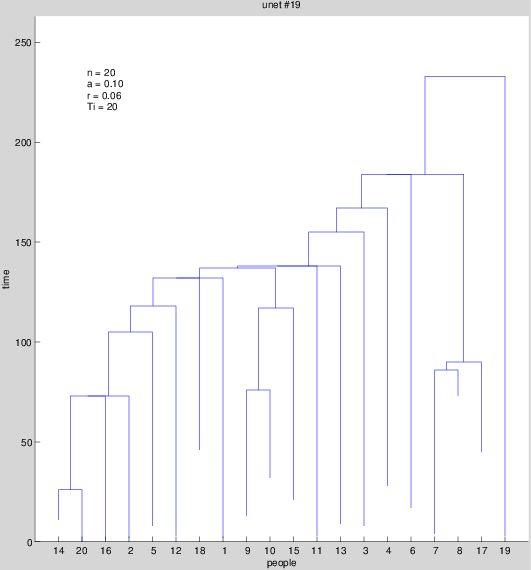 unet #19
250
n = 20
a = 0.10
r = 0.06
Ti = 20
200
150
time
100
50
0
14 20 16 2 5 12 18 1 9 10 15 11 13 3 4 6 7 8 17 19
people